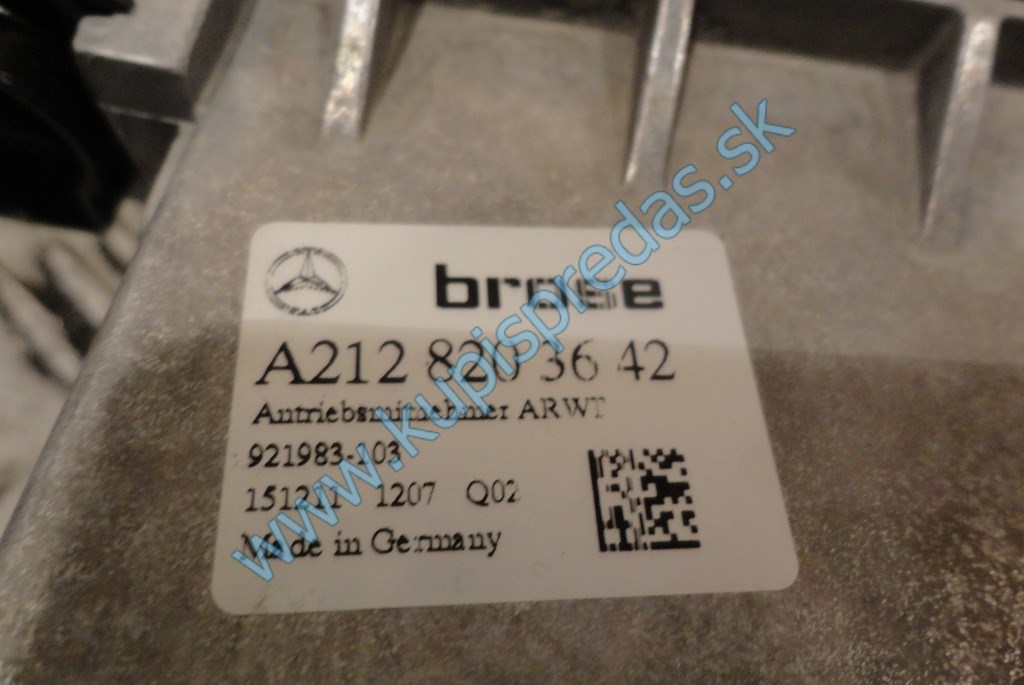 brose
A212 820 36 42
Antriebsmitnehmer ARWT
921983-103
151211 1207 Q02
Made in Germany
www.kupispredas.sk